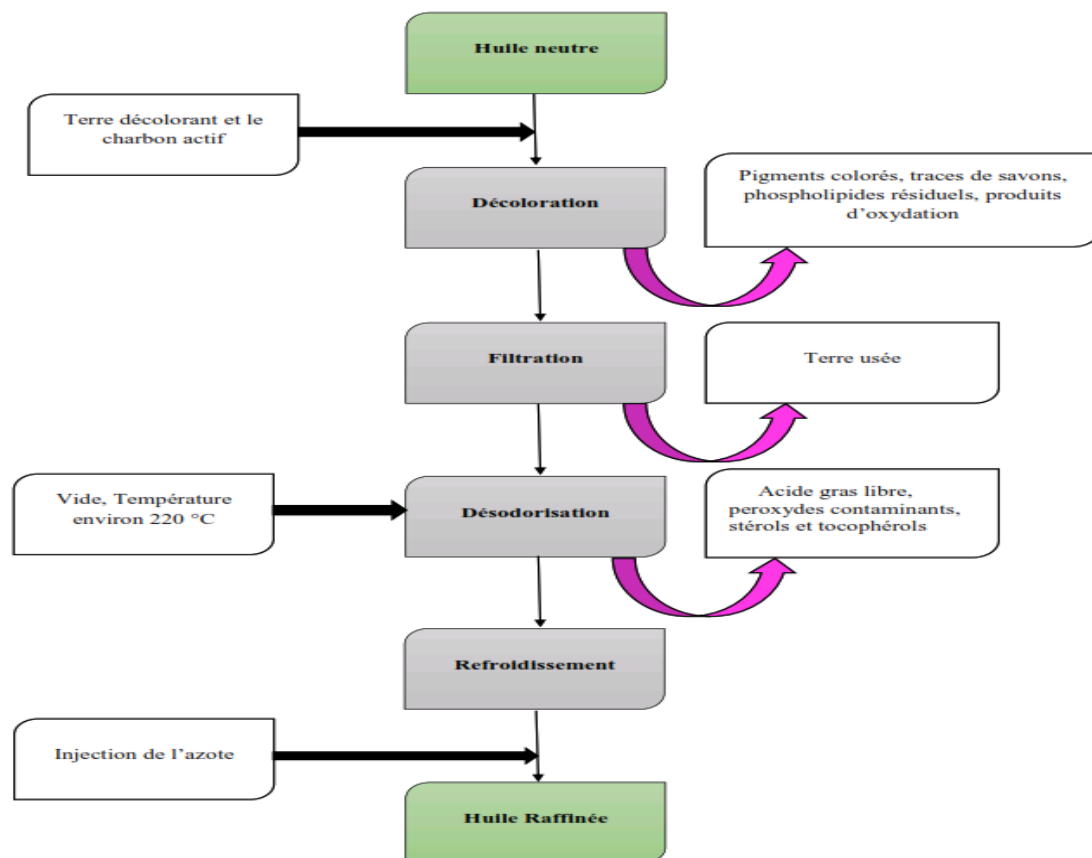 Huile neutre
Terre décolorant et le
charbon actif
Décoloration
Pigments colorés, traces de savons,
phospholipides résiduels, produits
d'oxydation
Filtration
Terre usée
Vide, Température
environ 220 °C
Désodorisation
Acide gras libre,
peroxydes contaminants,
stérols et tocophérols
Refroidissement
Injection de l'azote
Huile Raffinée